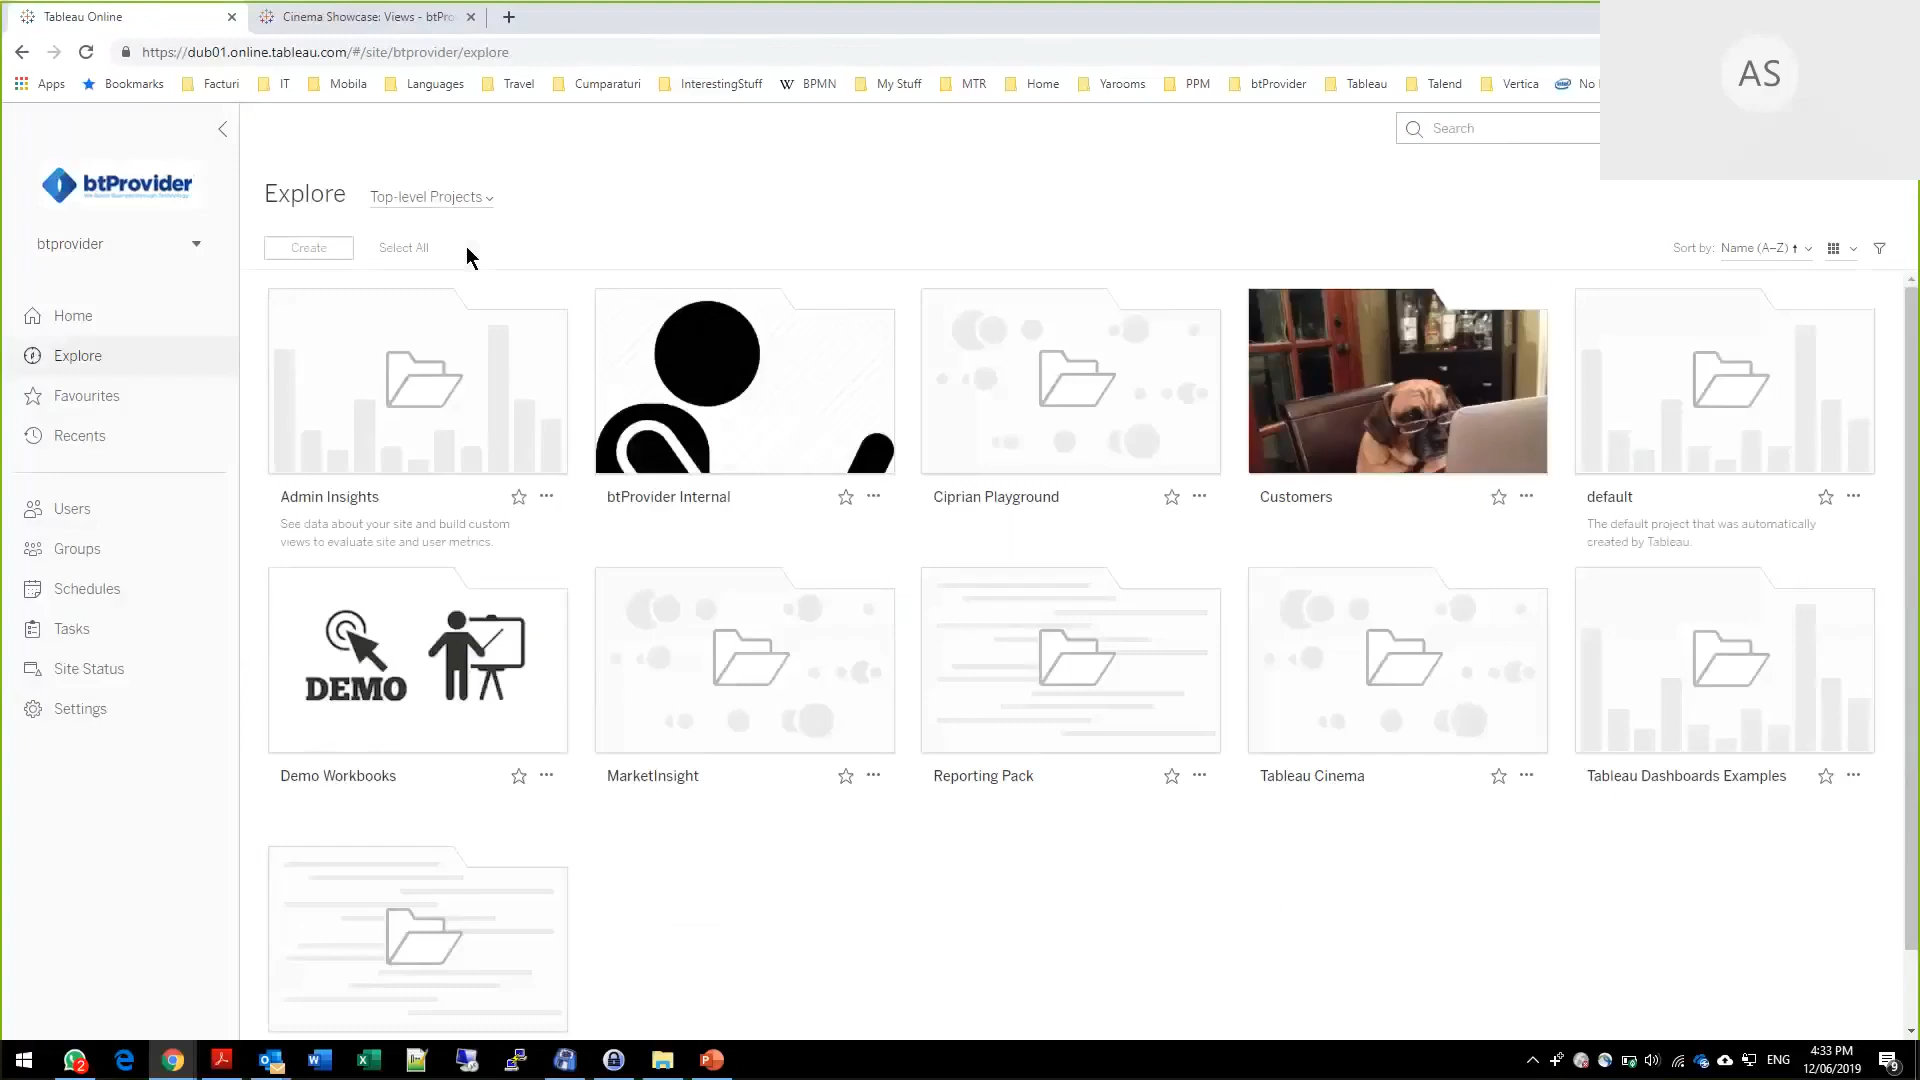 Tableau Online
Cinema Showcase: Views - btPro
https://dub01.online.tableau.com/#/site/btprovider/explore
Apps Bookmarks Facturi IT Mobila Languages Travel Cumparaturi InterestingStuff BPMN My Stuff MTR Home Yarooms PPM btProvider Tableau Talend Vertica No
AS
Search
btProvider
Explore Top-level Projects
btprovider
Create Select All
Sort by: Name (A–Z)
Home
Explore
Favourites
Recents
Users
Groups
Schedules
Tasks
Site Status
Settings
Admin Insights
See data about your site and build custom
views to evaluate site and user metrics.
btProvider Internal
Ciprian Playground
Customers
default
The default project that was automatically
created by Tableau.
DEMO
Demo Workbooks
MarketInsight
Reporting Pack
Tableau Cinema
Tableau Dashboards Examples
2
ENG
4:33 PM
12/06/2019
9